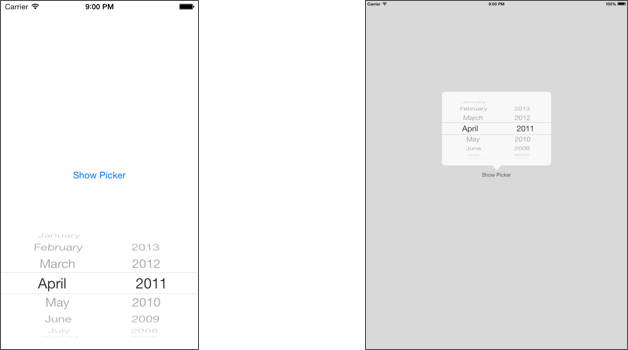 Carrier 9:00 PM
Show Picker
January
February 2013
March 2012
April 2011
May 2010
June 2009
July 2008
Carrier 9:00 PM 100%
January
February 2013
March 2012
April 2011
May 2010
June 2009
Show Picker